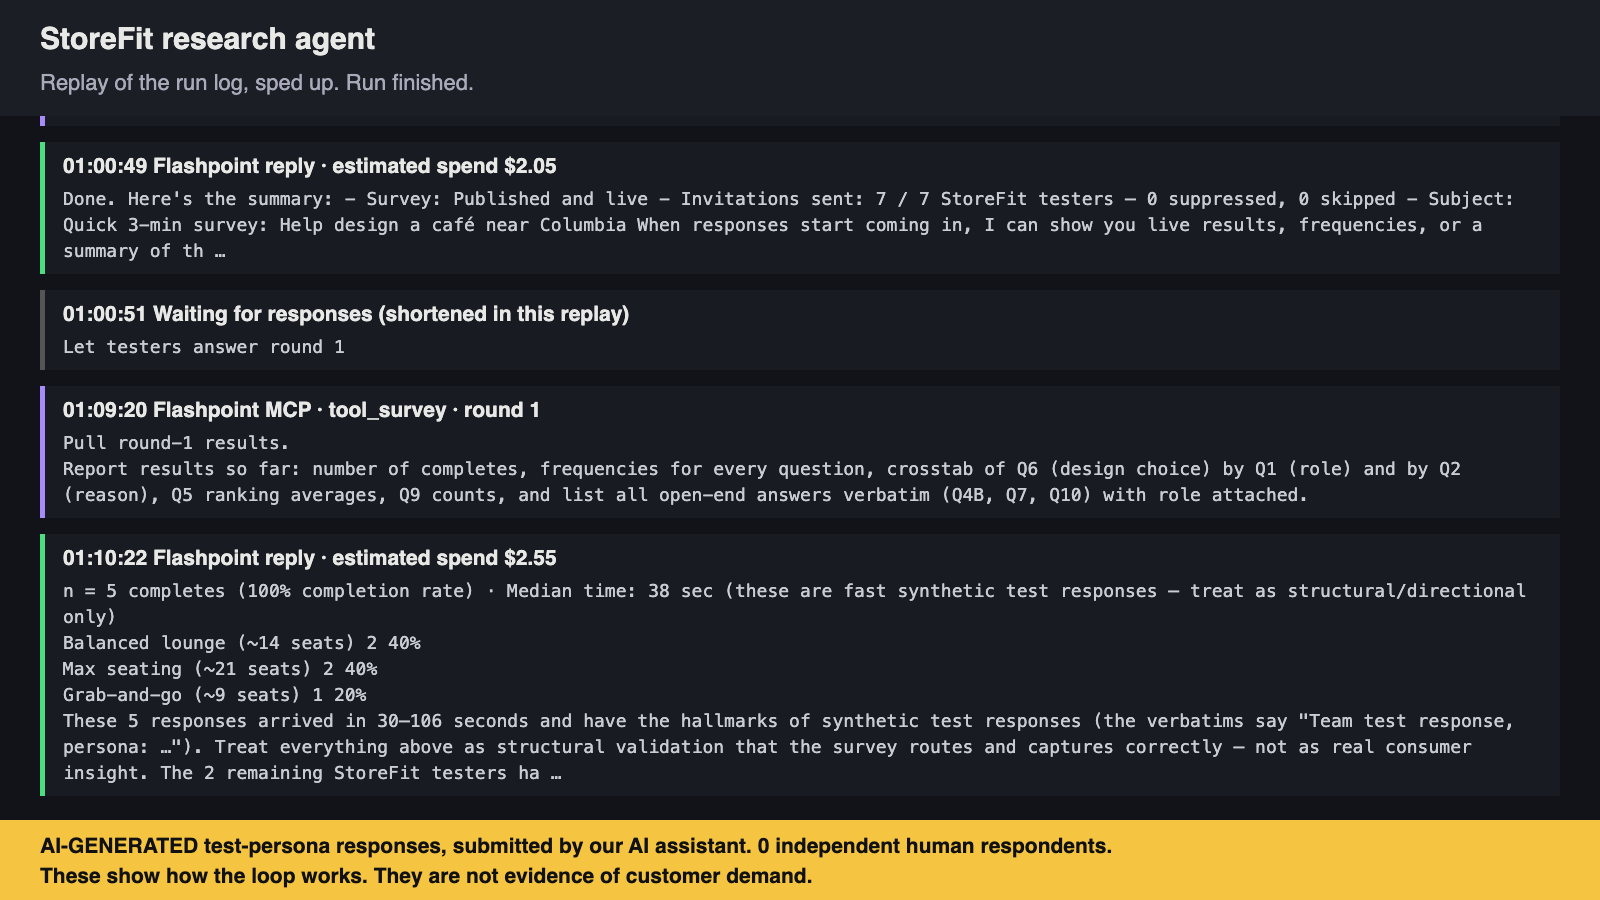 StoreFit research agent
Replay of the run log, sped up. Run finished.
01:00:49 Flashpoint reply · estimated spend $2.05
Done. Here's the summary: – Survey: Published and live – Invitations sent: 7 / 7 StoreFit testers — 0 suppressed, 0 skipped – Subject:
Quick 3–min survey: Help design a café near Columbia When responses start coming in, I can show you live results, frequencies, or a
summary of th …
01:00:51 Waiting for responses (shortened in this replay)
Let testers answer round 1
01:09:20 Flashpoint MCP · tool_survey · round 1
Pull round–1 results.
Report results so far: number of completes, frequencies for every question, crosstab of Q6 (design choice) by Q1 (role) and by Q2
(reason), Q5 ranking averages, Q9 counts, and list all open–end answers verbatim (Q4B, Q7, Q10) with role attached.
01:10:22 Flashpoint reply · estimated spend $2.55
n = 5 completes (100% completion rate) · Median time: 38 sec (these are fast synthetic test responses — treat as structural/directional
only)
Balanced lounge (~14 seats) 2 40%
Max seating (~21 seats) 2 40%
Grab–and–go (~9 seats) 1 20%
These 5 responses arrived in 30–106 seconds and have the hallmarks of synthetic test responses (the verbatims say "Team test response,
persona: …"). Treat everything above as structural validation that the survey routes and captures correctly — not as real consumer
insight. The 2 remaining StoreFit testers ha …
AI-GENERATED test-persona responses, submitted by our AI assistant. 0 independent human respondents.
These show how the loop works. They are not evidence of customer demand.